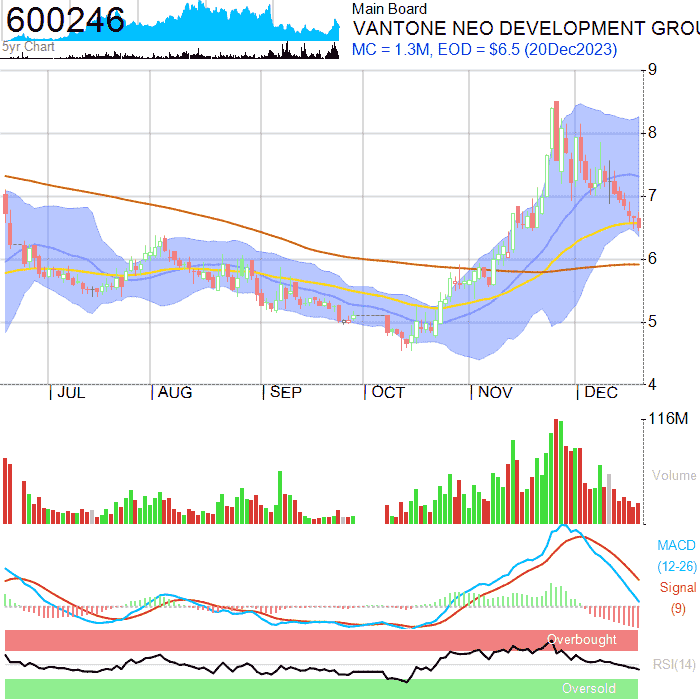 600246
5yr Chart
Main Board
VANTONE NEO DEVELOPMENT GROU
MC = 1.3M, EOD = $6.5 (20Dec2023)
9
8
7
6
5
4
JUL
AUG
SEP
OCT
NOV
DEC
116M
Volume
MACD
(12-26)
Signal
(9)
Overbought
RSI(14)
Oversold